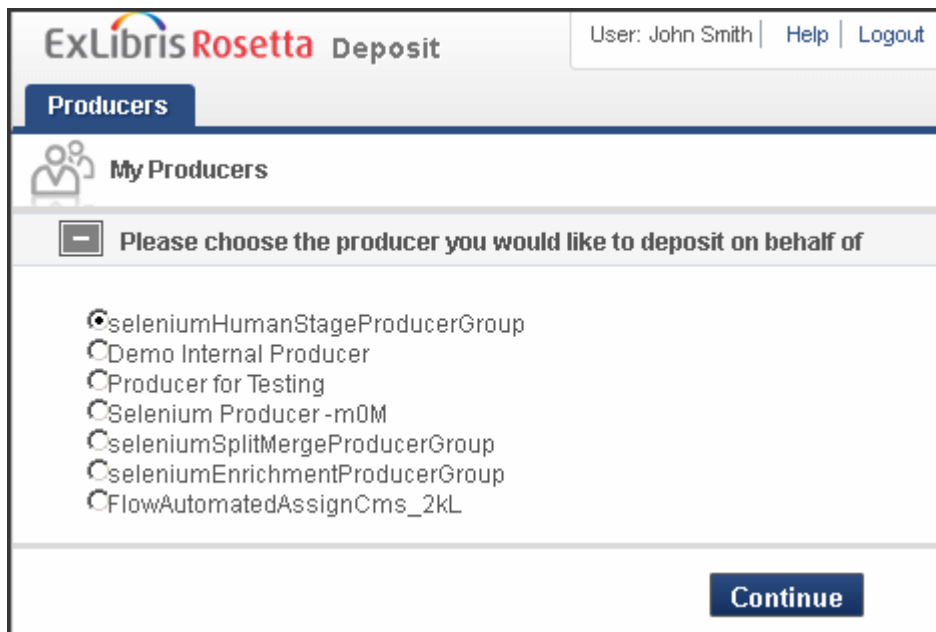 ExLibris Rosetta Deposit
User: John Smith | Help | Logout
Producers
My Producers
Please choose the producer you would like to deposit on behalf of
seleniumHumanStageProducerGroup
Demo Internal Producer
Producer for Testing
Selenium Producer -m0M
seleniumSplitMergeProducerGroup
seleniumEnrichmentProducerGroup
FlowAutomatedAssignCms_2kL
Continue